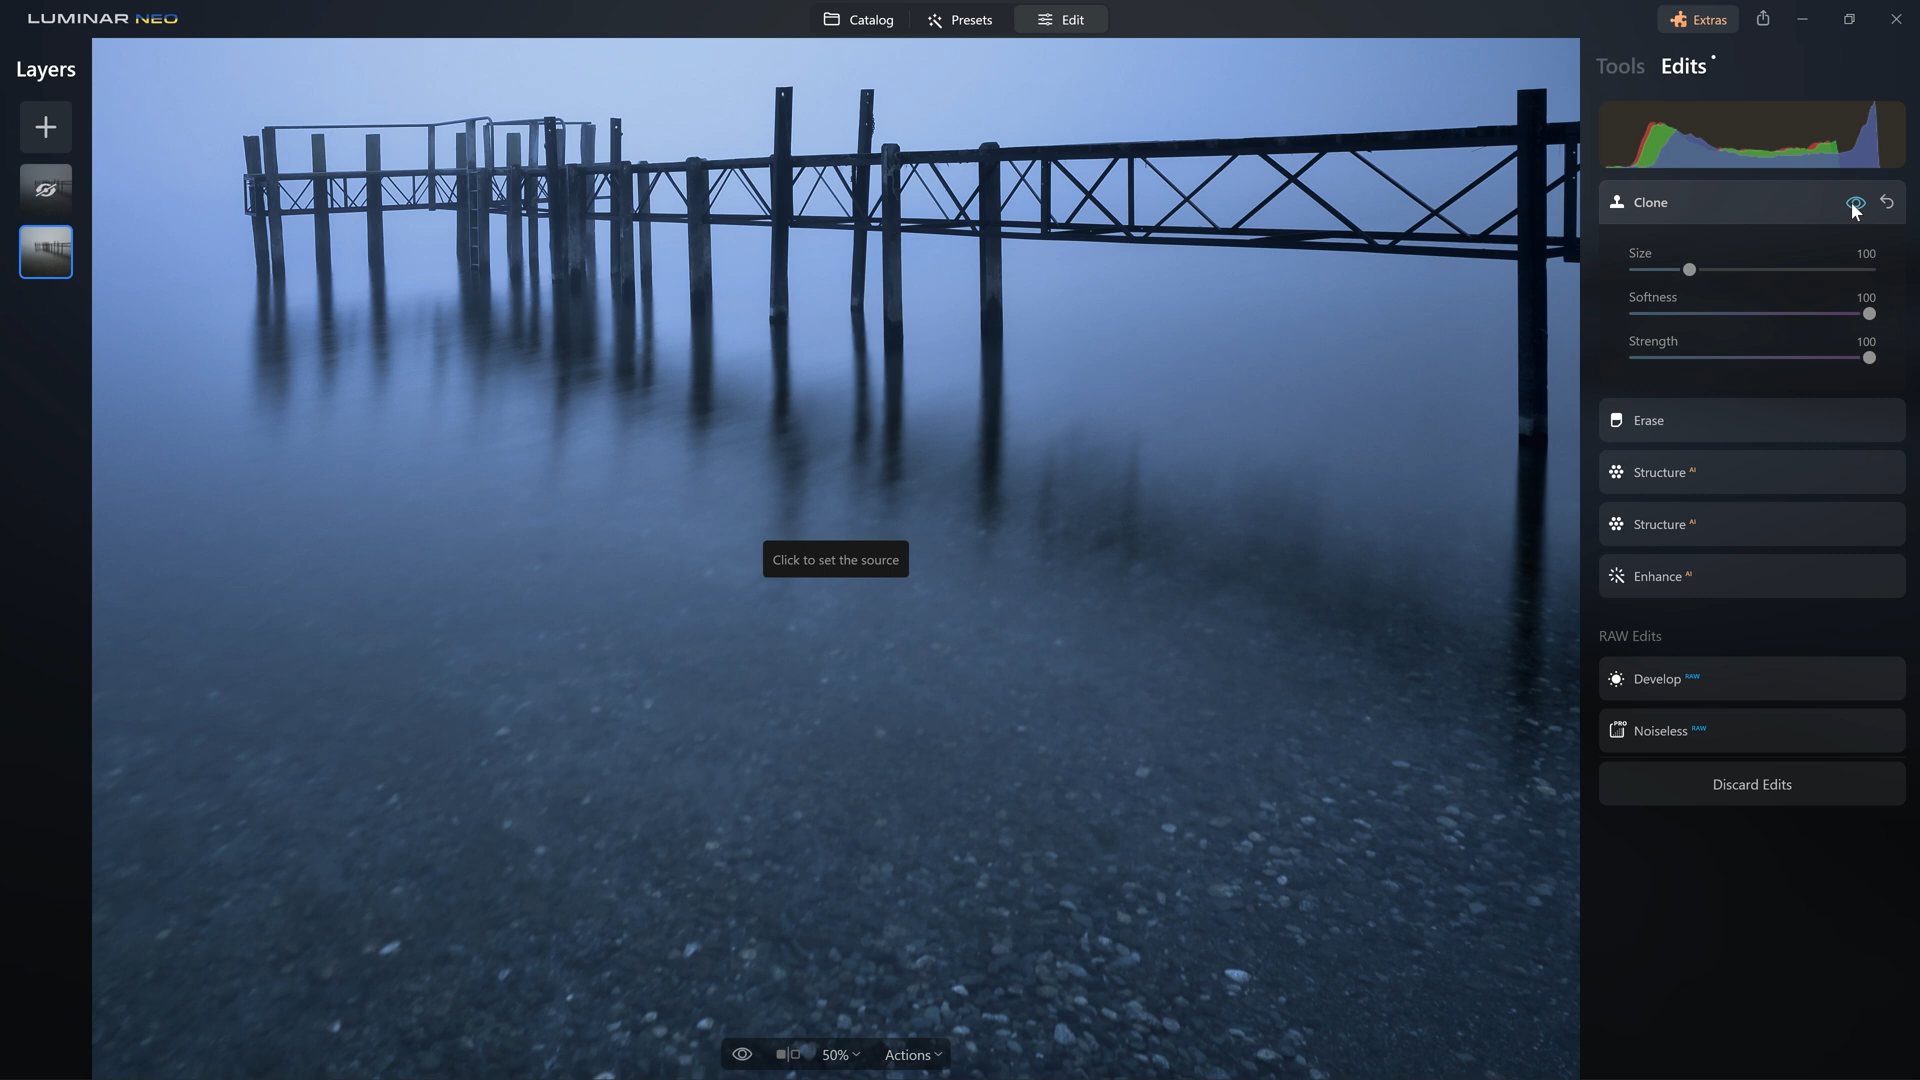 LUMINAR NEO
Catalog
Presets
Edit
Extras
Layers
Tools Edits
Clone
Size 100
Softness 100
Strength 100
Erase
Structure AI
Structure AI
Enhance AI
RAW Edits
Develop RAW
PRO
Noiseless RAW
Discard Edits
Click to set the source
50%
Actions